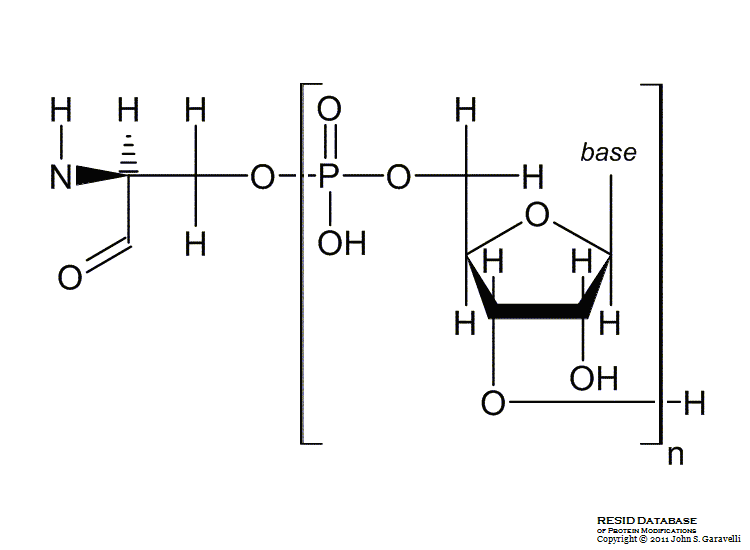 H H H O H
N O P O H base
O
H OH H H
O H H
OH
O H
n
RESID DATABASE
OF PROTEIN MODIFICATIONS
Copyright © 2011 John S. Garavelli